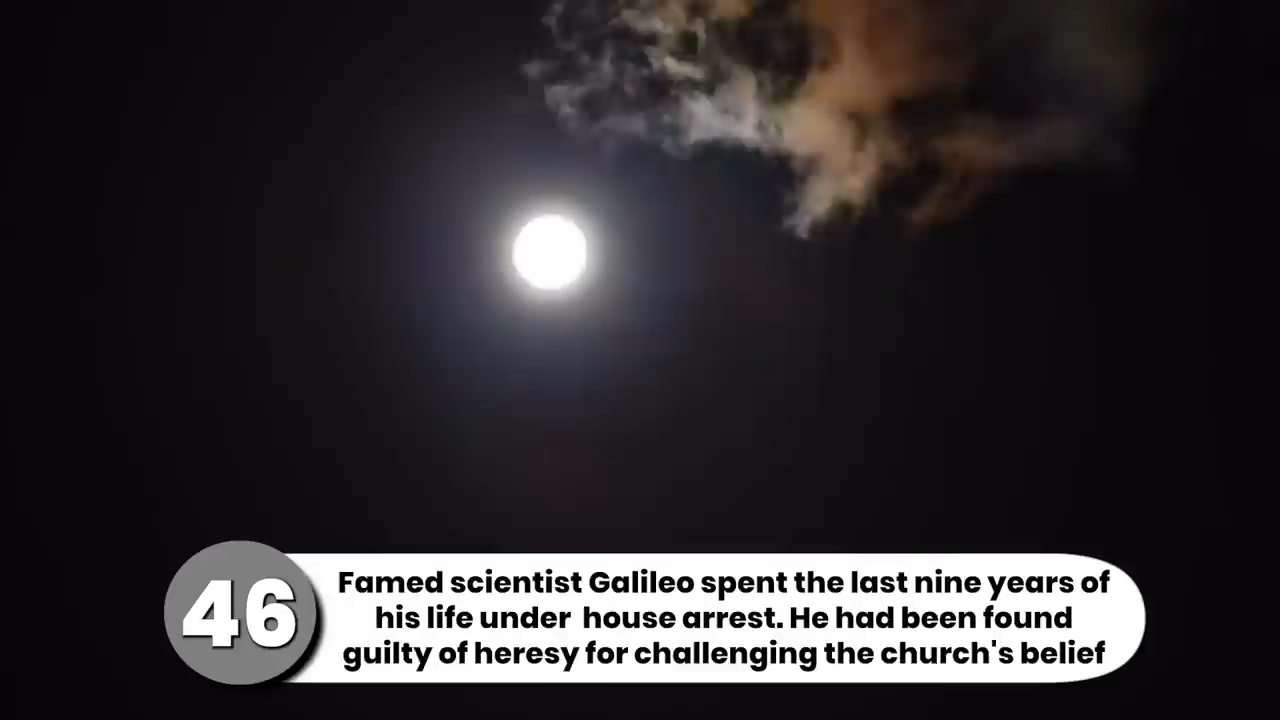 46
Famed scientist Galileo spent the last nine years of
his life under house arrest. He had been found
guilty of heresy for challenging the church's belief